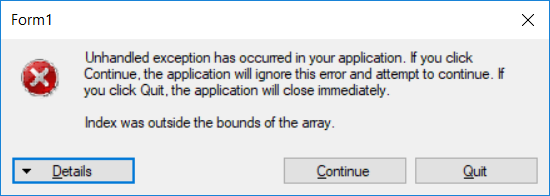 Form1
Unhandled exception has occurred in your application. If you click
Continue, the application will ignore this error and attempt to continue. If
you click Quit, the application will close immediately.
Index was outside the bounds of the array.
Details
Continue
Quit